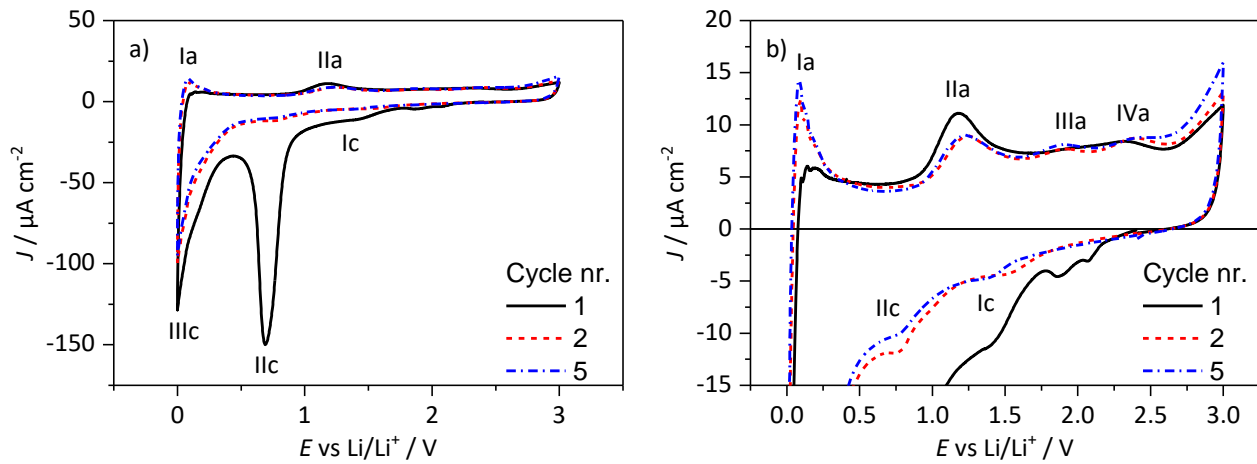 a)
50
0
-50
-100
-150
J / µA cm⁻²
Ia
IIa
Ic
IIIc
IIc
Cycle nr.
1
2
5
0
1
2
3
E vs Li/Li⁺ / V
b)
20
15
10
5
0
-5
-10
-15
J / µA cm⁻²
Ia
IIa
IIIa
IVa
IIc
Ic
Cycle nr.
1
2
5
0.0
0.5
1.0
1.5
2.0
2.5
3.0
E vs Li/Li⁺ / V